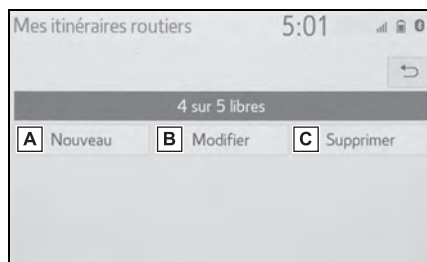 Mes itinéraires routiers 5:01
4 sur 5 libres
A Nouveau B Modifier C Supprimer